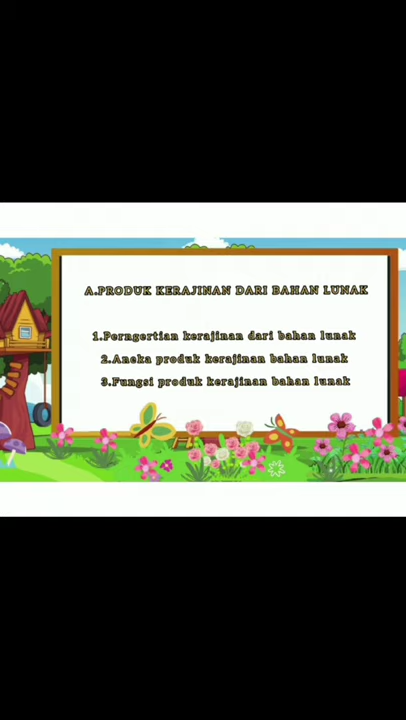 A.PRODUK KERAJINAN DARI BAHAN LUNAK
1.Perngertian kerajinan dari bahan lunak
2.Aneka produk kerajinan bahan lunak
3.Fungsi produk kerajinan bahan lunak